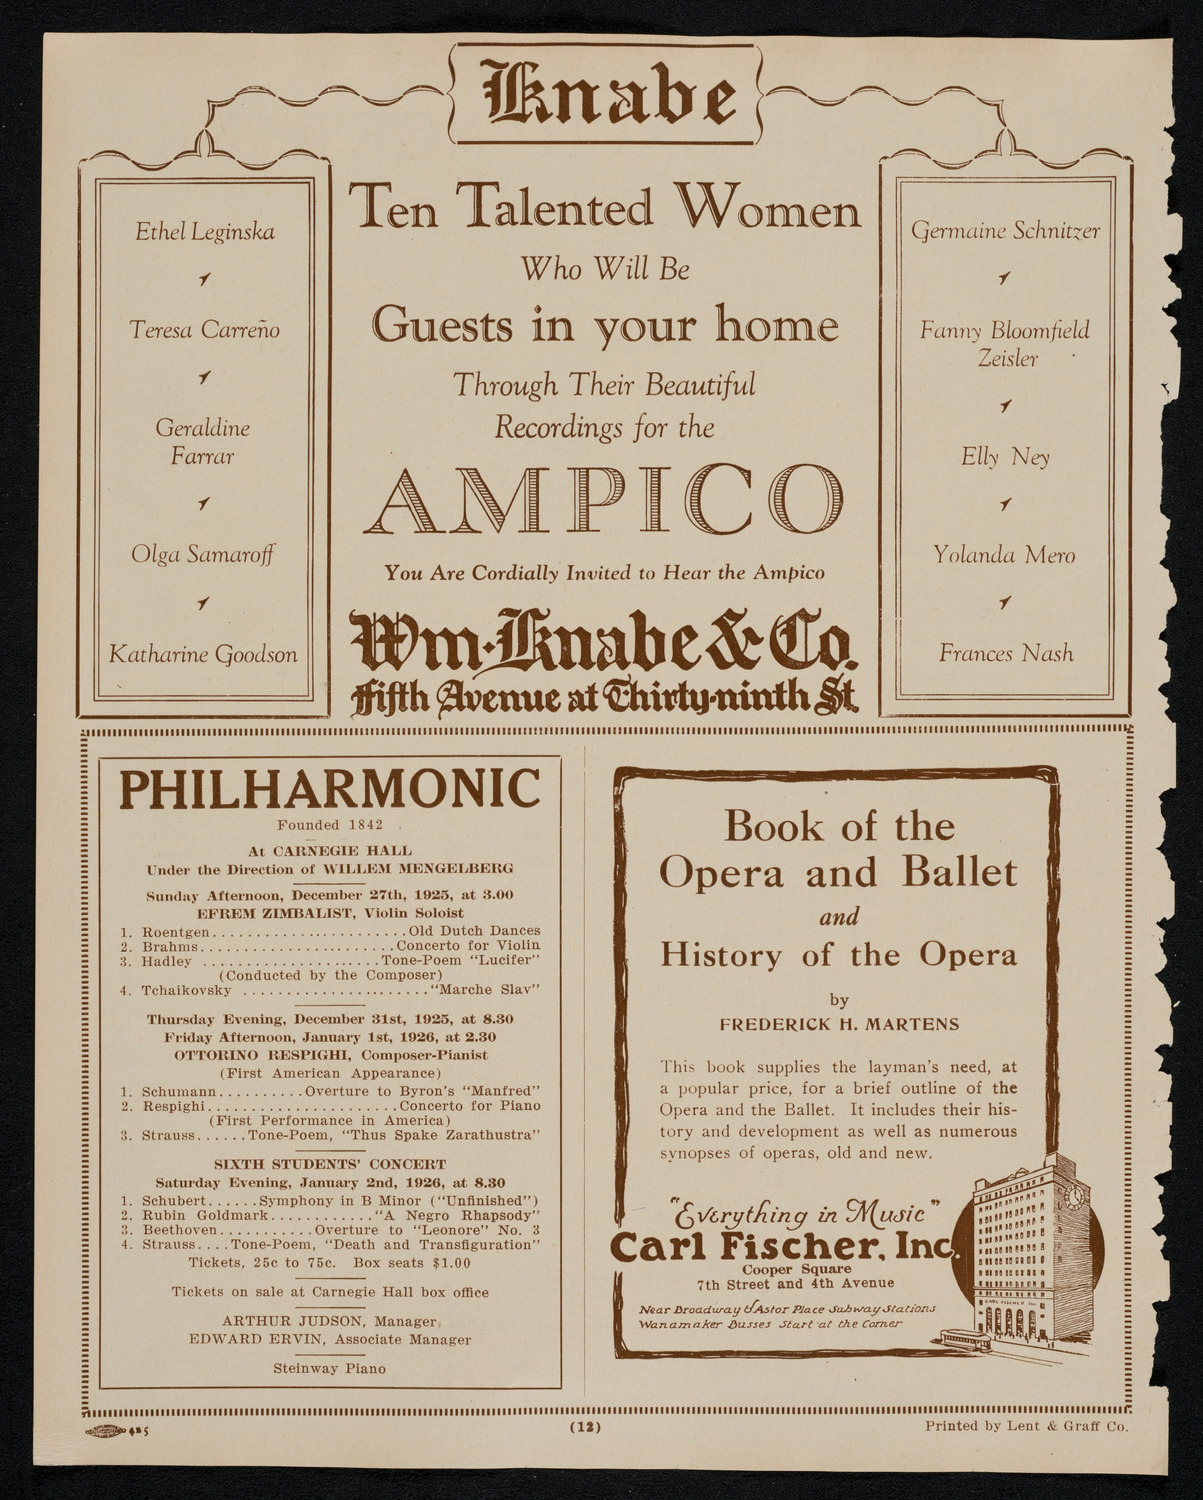 Knabe
Ethel Leginska
Teresa Carreño
Geraldine
Farrar
Olga Samaroff
Katharine Goodson
Ten Talented Women
Who Will Be
Guests in your home
Through Their Beautiful
Recordings for the
AMPICO
You Are Cordially Invited to Hear the Ampico
Wm. Knabe & Co.
Fifth Avenue at Thirty-ninth St.
Germaine Schnitzer
Fanny Bloomfield
Zeisler
Elly Ney
Yolanda Mero
Frances Nash
PHILHARMONIC
Founded 1842
At CARNEGIE HALL
Under the Direction of WILLEM MENGELBERG
Sunday Afternoon, December 27th, 1925, at 3.00
EFREM ZIMBALIST, Violin Soloist
1. Roentgen........................Old Dutch Dances
2. Brahms........................Concerto for Violin
3. Hadley .....................Tone-Poem "Lucifer"
(Conducted by the Composer)
4. Tchaikovsky ........................"Marche Slav"
Thursday Evening, December 31st, 1925, at 8.30
Friday Afternoon, January 1st, 1926, at 2.30
OTTORINO RESPIGHI, Composer-Pianist
(First American Appearance)
1. Schumann..........Overture to Byron's "Manfred"
2. Respighi.......................Concerto for Piano
(First Performance in America)
3. Strauss......Tone-Poem, "Thus Spake Zarathustra"
SIXTH STUDENTS' CONCERT
Saturday Evening, January 2nd, 1926, at 8.30
1. Schubert......Symphony in B Minor ("Unfinished")
2. Rubin Goldmark............"A Negro Rhapsody"
3. Beethoven...........Overture to "Leonore" No. 3
4. Strauss....Tone-Poem, "Death and Transfiguration"
Tickets, 25c to 75c. Box seats $1.00
Tickets on sale at Carnegie Hall box office
ARTHUR JUDSON, Manager
EDWARD ERVIN, Associate Manager
Steinway Piano
Book of the
Opera and Ballet
and
History of the Opera
by
FREDERICK H. MARTENS
This book supplies the layman's need, at
a popular price, for a brief outline of the
Opera and the Ballet. It includes their his-
tory and development as well as numerous
synopses of operas, old and new.
"Everything in Music"
Carl Fischer, Inc.
Cooper Square
7th Street and 4th Avenue
Near Broadway & Astor Place Subway Stations
Wanamaker Busses Start at the Corner
CARL FISCHER INC.
425
(12)
Printed by Lent & Graff Co.